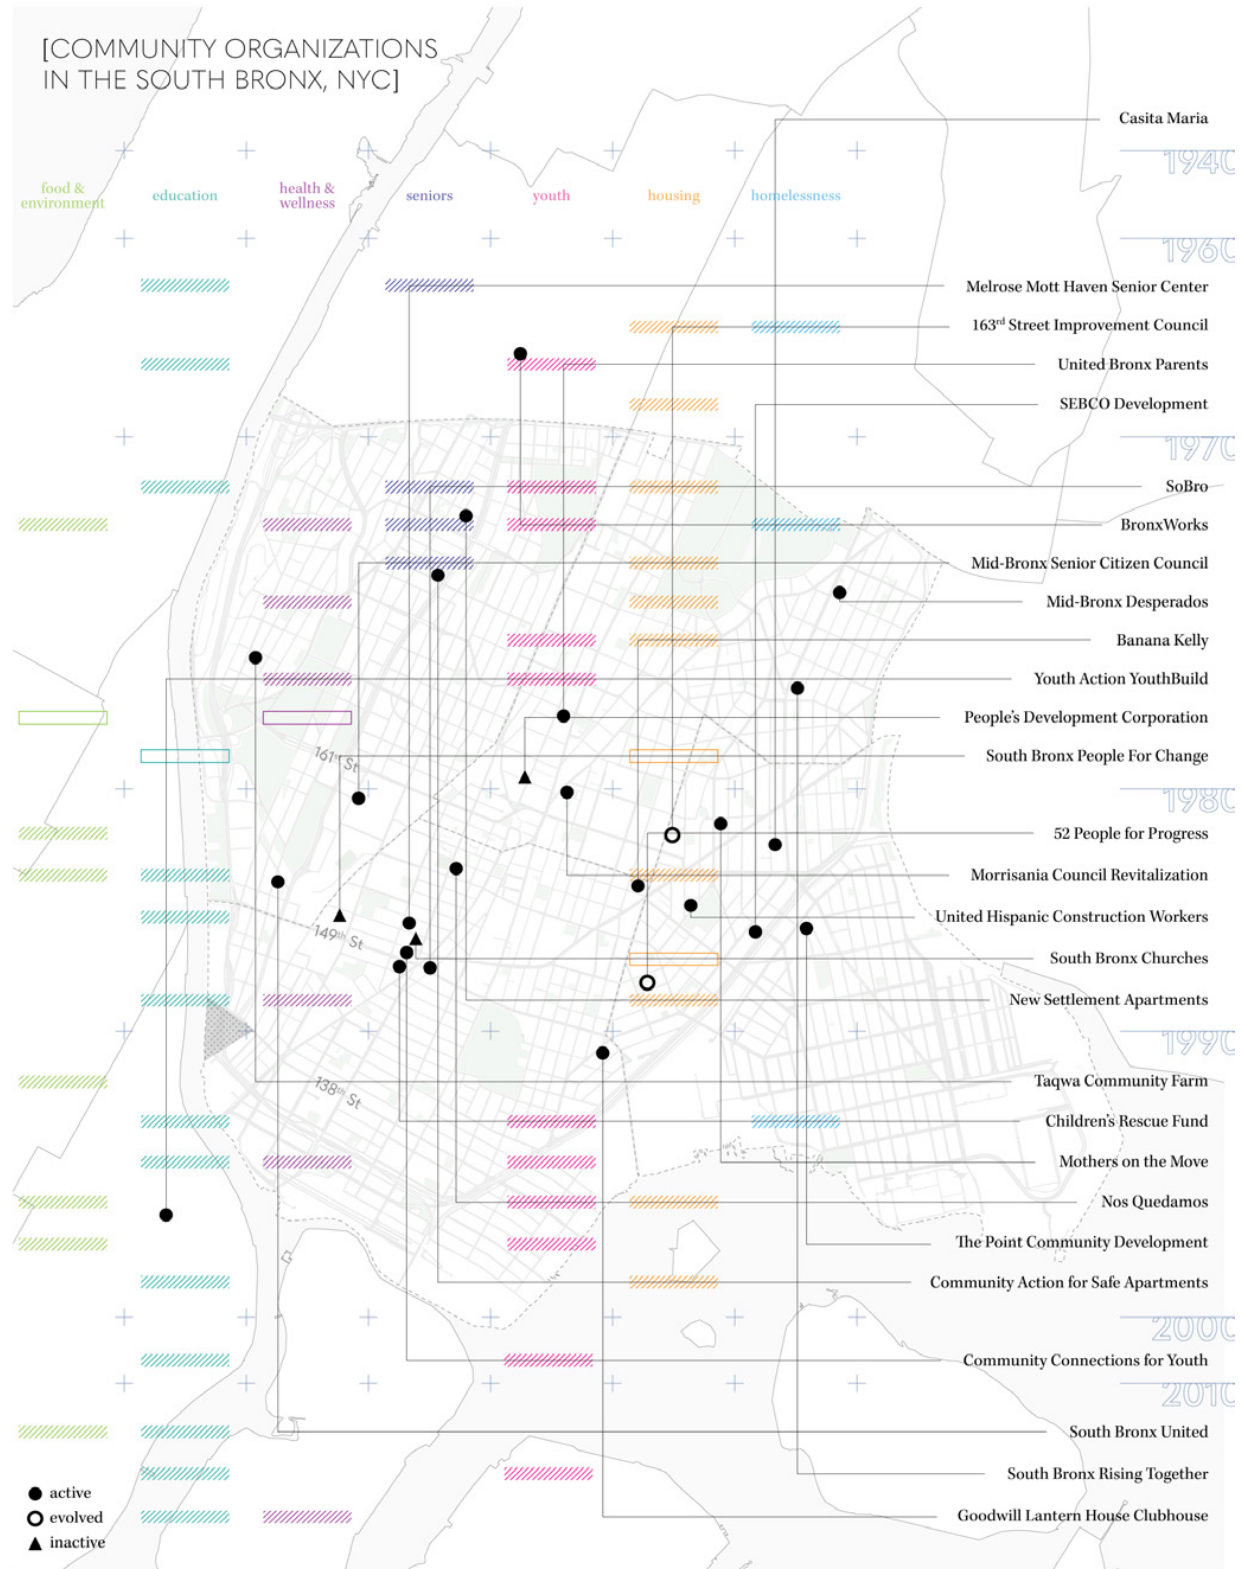 [COMMUNITY ORGANIZATIONS
IN THE SOUTH BRONX, NYC]
Casita Maria
1940
food &
environment
education
health &
wellness
seniors
youth
housing
homelessness
1960
Melrose Mott Haven Senior Center
163rd Street Improvement Council
United Bronx Parents
SEBCO Development
1970
SoBro
BronxWorks
Mid-Bronx Senior Citizen Council
Mid-Bronx Desperados
Banana Kelly
Youth Action YouthBuild
People's Development Corporation
161st St
South Bronx People For Change
1980
52 People for Progress
Morrisania Council Revitalization
United Hispanic Construction Workers
149th St
South Bronx Churches
New Settlement Apartments
1990
Taqwa Community Farm
138th St
Children's Rescue Fund
Mothers on the Move
Nos Quedamos
The Point Community Development
Community Action for Safe Apartments
2000
Community Connections for Youth
2010
South Bronx United
South Bronx Rising Together
active
Goodwill Lantern House Clubhouse
evolved
inactive